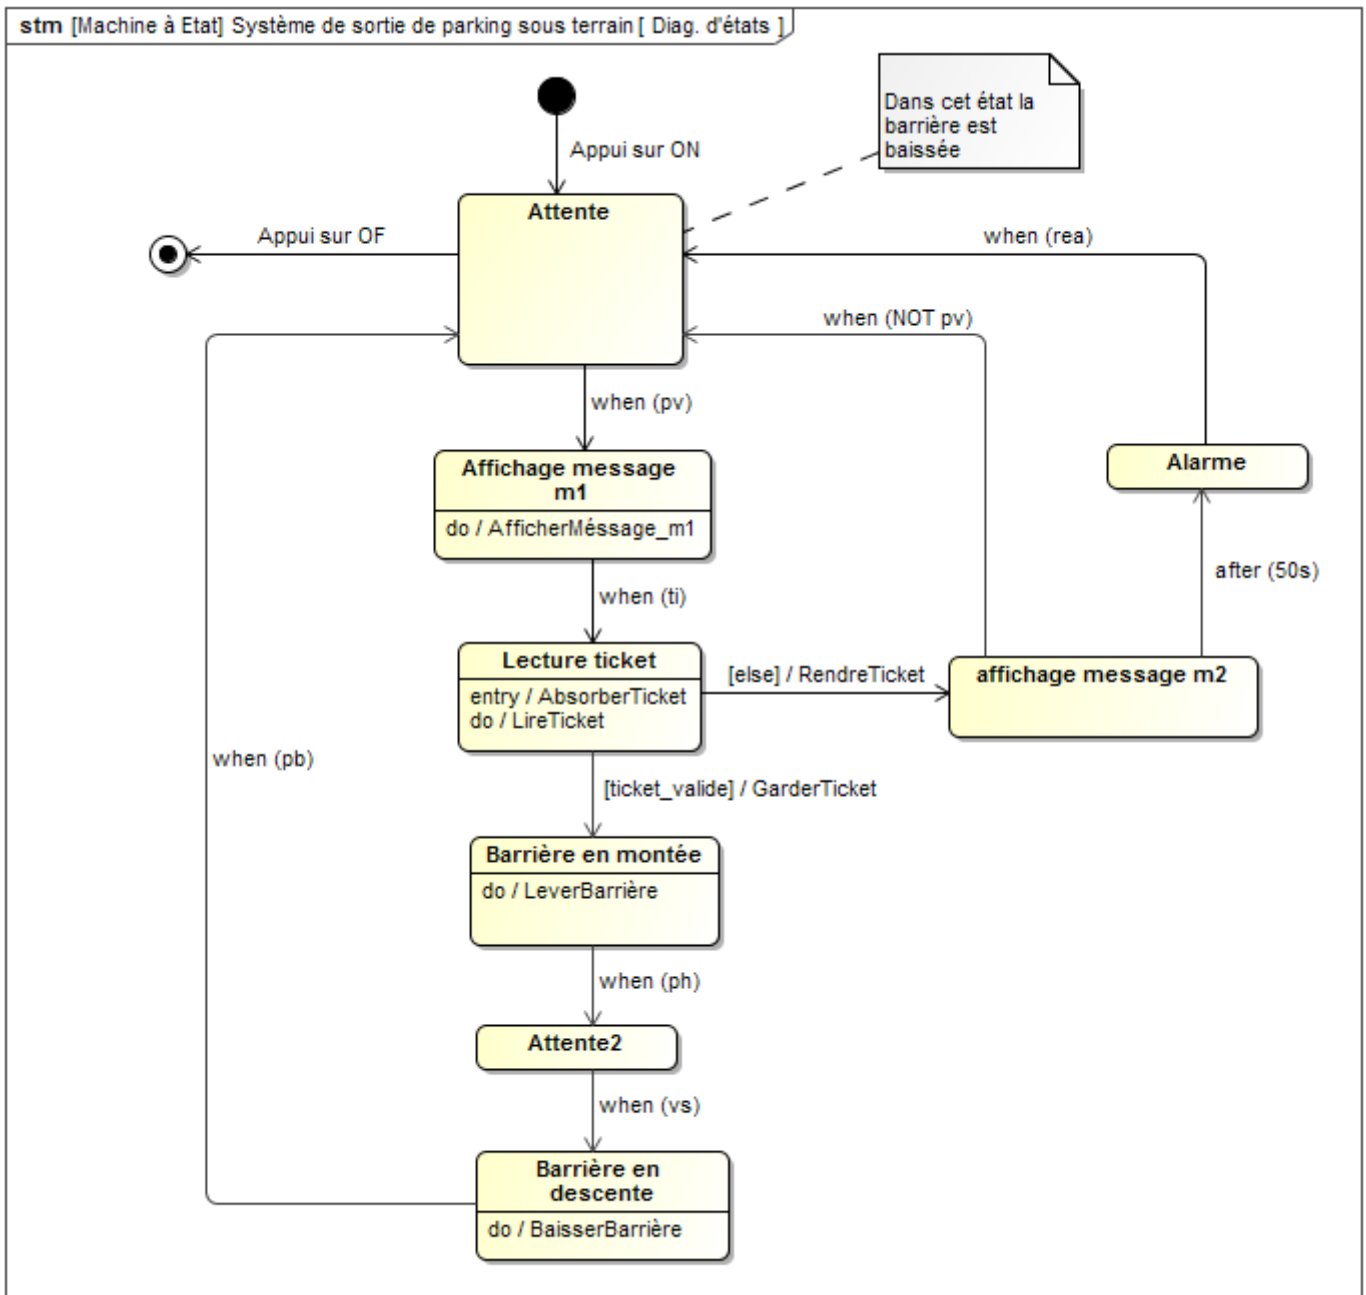 stm [Machine à Etat] Système de sortie de parking sous terrain [ Diag. d'états ]
Dans cet état la
barrière est
baissée
Appui sur ON
Attente
Appui sur OF
when (rea)
when (NOT pv)
when (pv)
Affichage message
m1
do / AfficherMéssage_m1
Alarme
after (50s)
when (ti)
Lecture ticket
entry / AbsorberTicket
do / LireTicket
[else] / RendreTicket
affichage message m2
when (pb)
[ticket_valide] / GarderTicket
Barrière en montée
do / LeverBarrière
when (ph)
Attente2
when (vs)
Barrière en
descente
do / BaisserBarrière